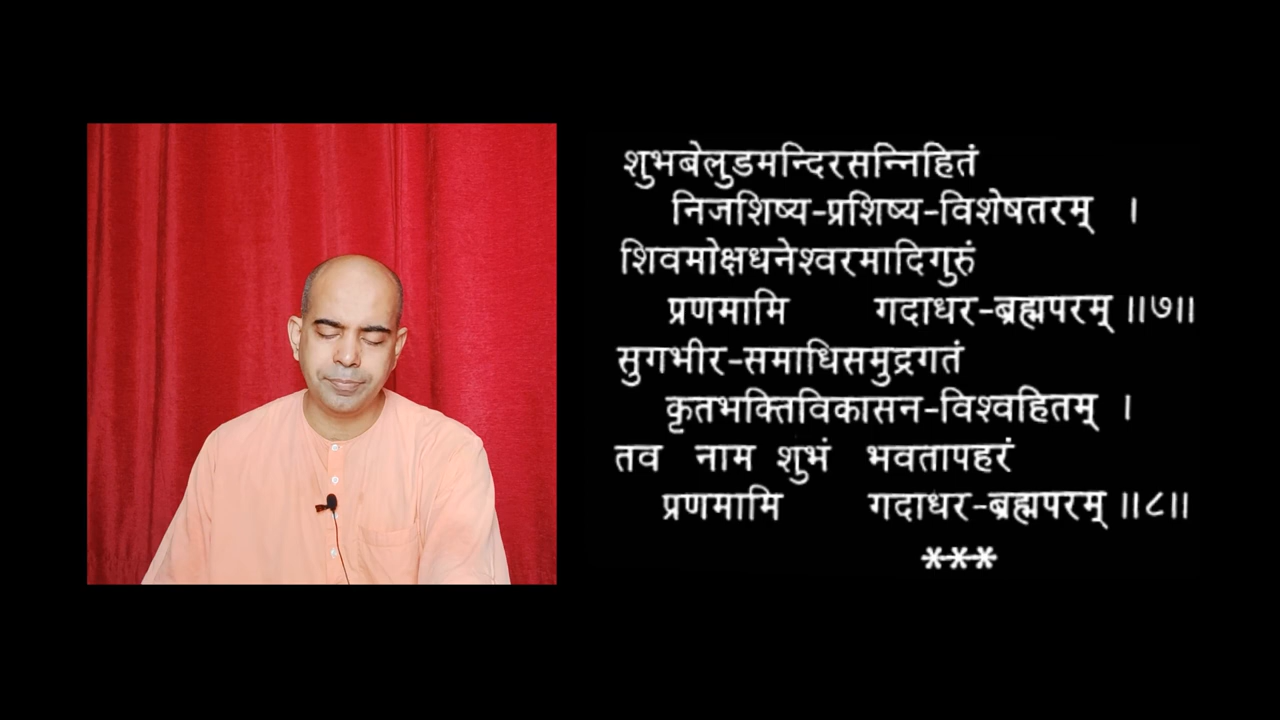 शुभबेलुडमन्दिरसन्निहितं
निजशिष्य-प्रशिष्य-विशेषतरम् ।
शिवमोक्षधनेश्वरमादिगुरुं
प्रणमामि गदाधर-ब्रह्मपरम् ॥७॥
सुगभीर-समाधिसमुद्रगतं
कृतभक्तिविकासन-विश्वहितम् ।
तव नाम शुभं भवतापहरं
प्रणमामि गदाधर-ब्रह्मपरम् ॥८॥
***